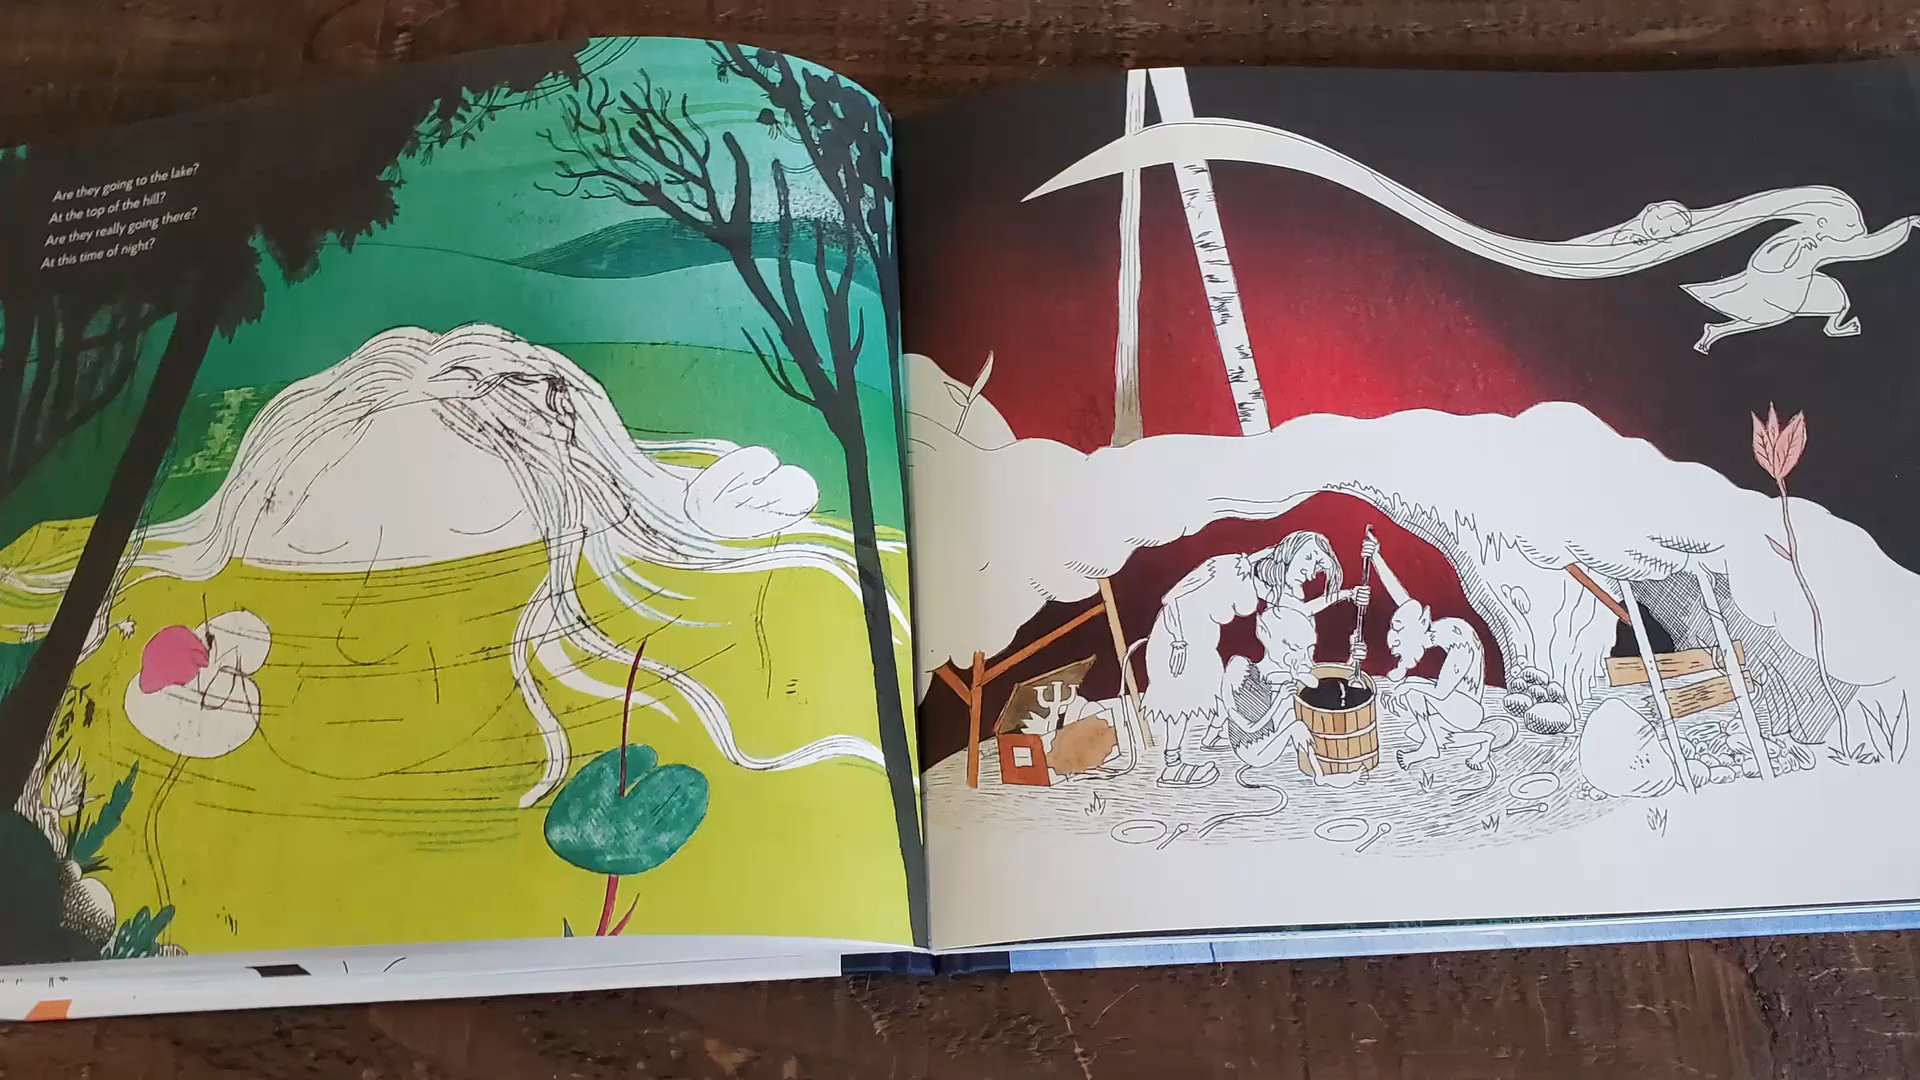 Are they going to the lake?
At the top of the hill?
Are they really going there?
At this time of night?